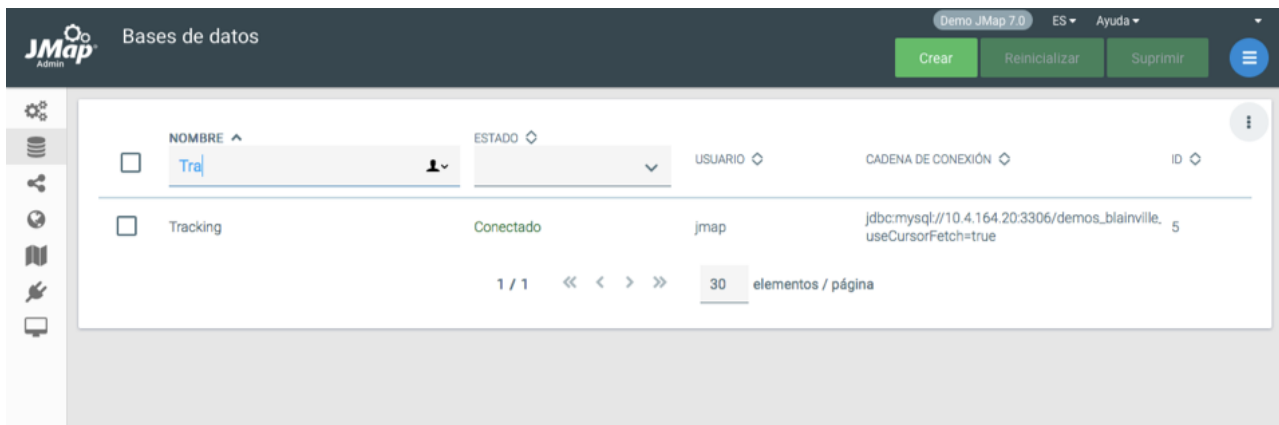 JMap
Admin
Bases de datos
Demo JMap 7.0 ES Ayuda
Crear Reinicializar Suprimir
NOMBRE ESTADO USUARIO CADENA DE CONEXIÓN ID
Tra
Tracking Conectado jmap jdbc:mysql://10.4.164.20:3306/demos_blainville, 5
useCursorFetch=true
1 / 1 « < > » 30 elementos / página